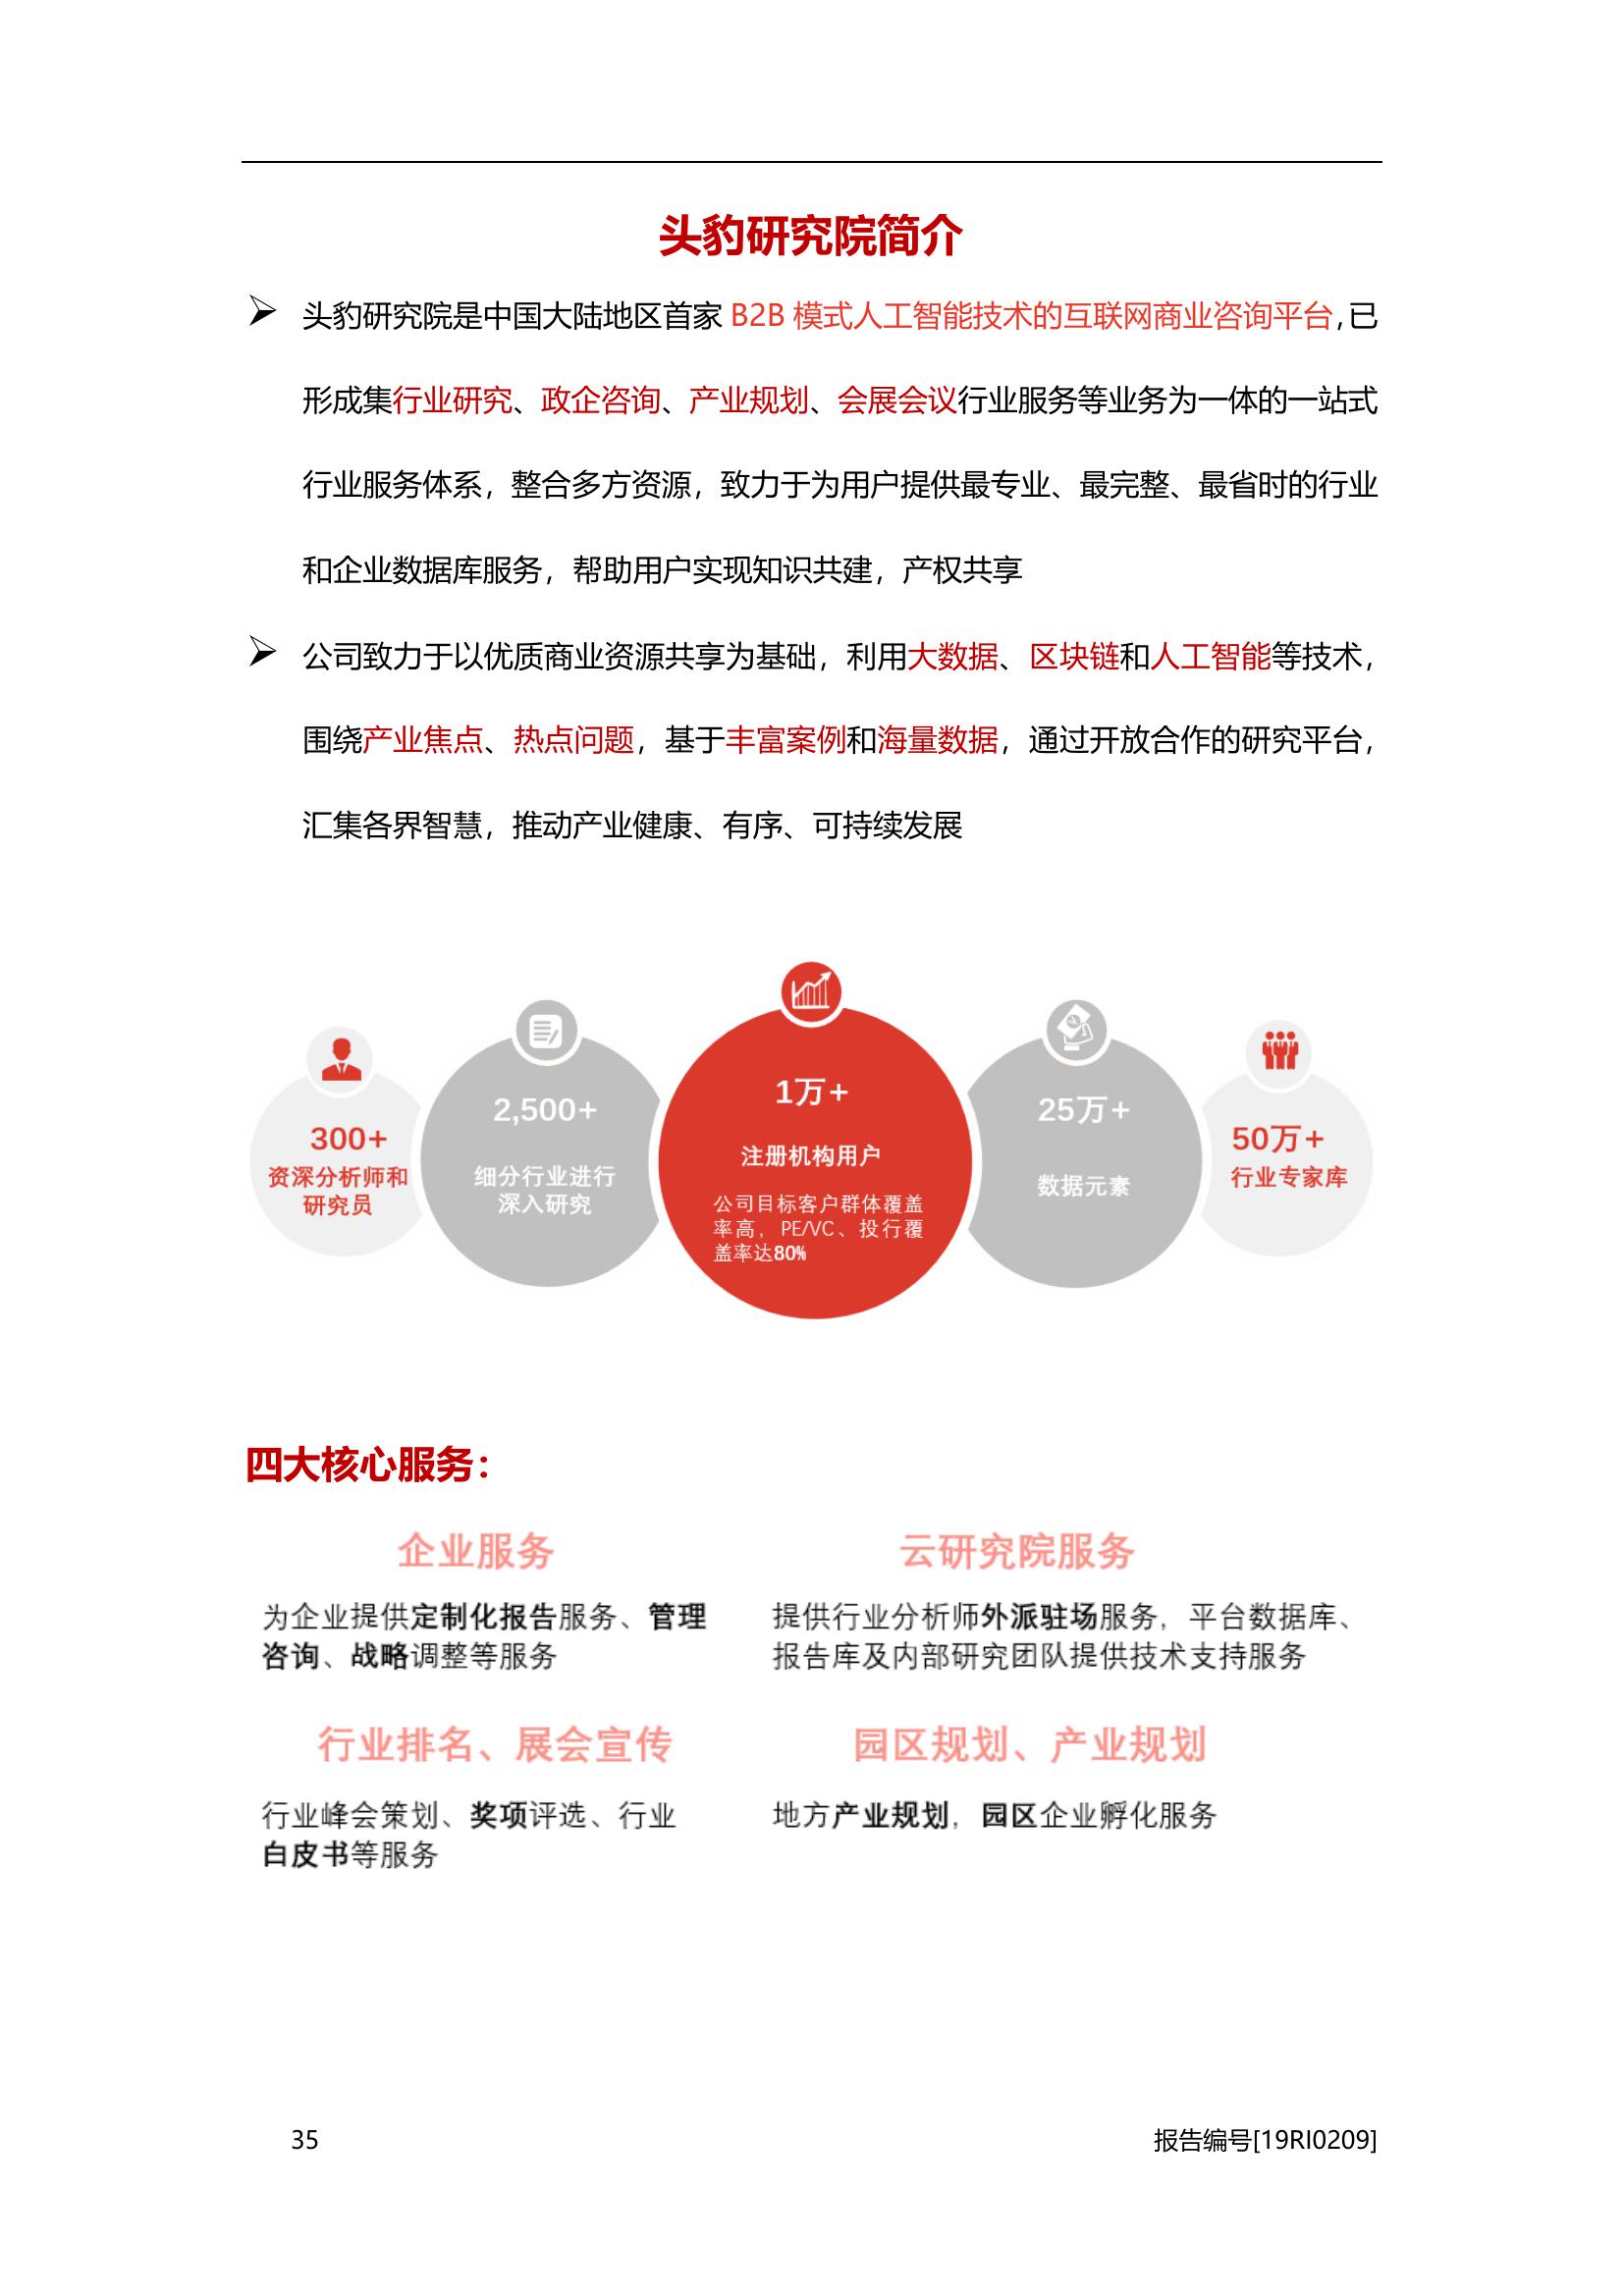 头豹研究院简介
➢ 头豹研究院是中国大陆地区首家 B2B 模式人工智能技术的互联网商业咨询平台，已
形成集行业研究、政企咨询、产业规划、会展会议行业服务等业务为一体的一站式
行业服务体系，整合多方资源，致力于为用户提供最专业、最完整、最省时的行业
和企业数据库服务，帮助用户实现知识共建，产权共享
➢ 公司致力于以优质商业资源共享为基础，利用大数据、区块链和人工智能等技术，
围绕产业焦点、热点问题，基于丰富案例和海量数据，通过开放合作的研究平台，
汇集各界智慧，推动产业健康、有序、可持续发展
300+
资深分析师和
研究员
2,500+
细分行业进行
深入研究
1万+
注册机构用户
公司目标客户群体覆盖
率高，PE/VC、投行覆
盖率达80%
25万+
数据元素
50万+
行业专家库
四大核心服务：
企业服务
为企业提供定制化报告服务、管理
咨询、战略调整等服务
云研究院服务
提供行业分析师外派驻场服务，平台数据库、
报告库及内部研究团队提供技术支持服务
行业排名、展会宣传
行业峰会策划、奖项评选、行业
白皮书等服务
园区规划、产业规划
地方产业规划，园区企业孵化服务
35
报告编号[19RI0209]